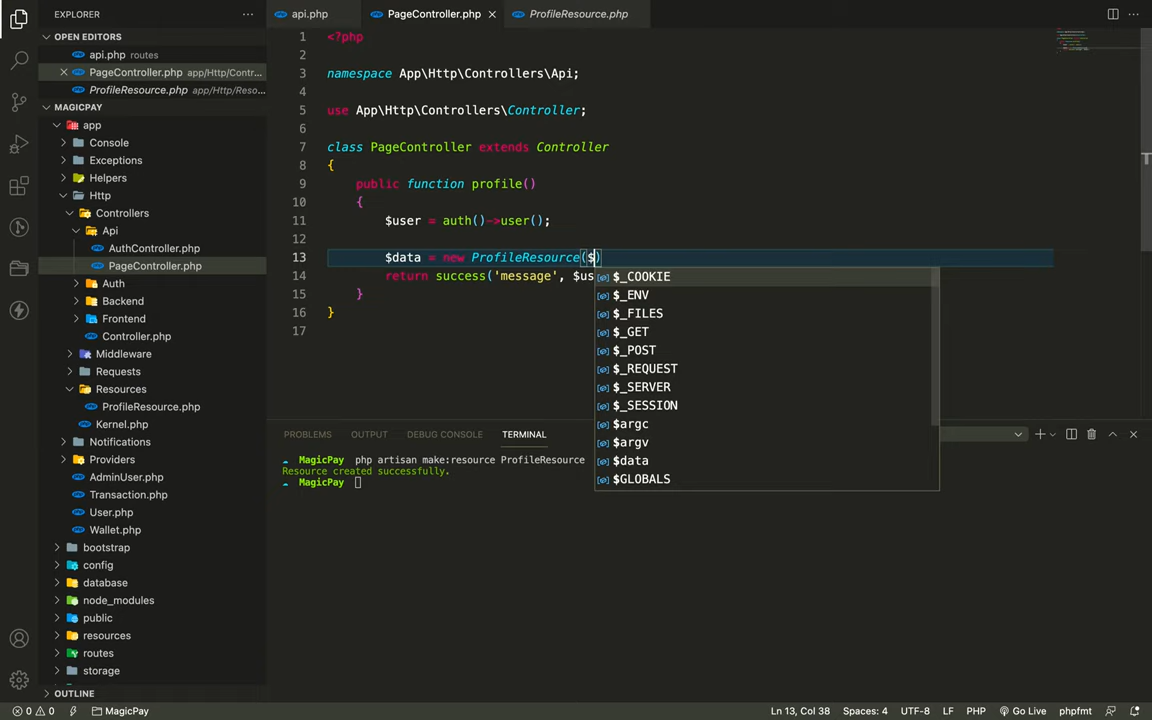 EXPLORER
OPEN EDITORS
api.php routes
PageController.php app/Http/Contr...
ProfileResource.php app/Http/Reso...
MAGICPAY
app
Console
Exceptions
Helpers
Http
Controllers
Api
AuthController.php
PageController.php
Auth
Backend
Frontend
Controller.php
Middleware
Requests
Resources
ProfileResource.php
Kernel.php
Notifications
Providers
AdminUser.php
Transaction.php
User.php
Wallet.php
bootstrap
config
database
node_modules
public
resources
routes
storage
OUTLINE
api.php PageController.php ProfileResource.php
1 <?php
2
3 namespace App\Http\Controllers\Api;
4
5 use App\Http\Controllers\Controller;
6
7 class PageController extends Controller
8 {
9 public function profile()
10 {
11 $user = auth()->user();
12
13 $data = new ProfileResource($)
14 return success('message', $us
15 }
16 }
17
$_COOKIE
$_ENV
$_FILES
$_GET
$_POST
$_REQUEST
$_SERVER
$_SESSION
$argc
$argv
$data
$GLOBALS
PROBLEMS OUTPUT DEBUG CONSOLE TERMINAL
MagicPay php artisan make:resource ProfileResource
Resource created successfully.
MagicPay
0 0 MagicPay Ln 13, Col 38 Spaces: 4 UTF-8 LF PHP Go Live phpfmt